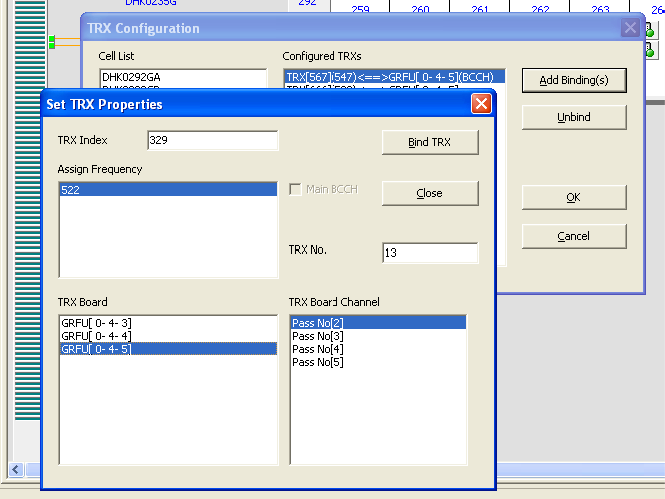 DHK0235G
292
259
260
261
262
263
TRX Configuration
Cell List
Configured TRXs
DHK0292GA
TRX[567](547)<==>GRFU[ 0- 4- 5](BCCH)
Add Binding(s)
Unbind
OK
Cancel
Set TRX Properties
TRX Index
329
Bind TRX
Assign Frequency
522
Main BCCH
Close
TRX No.
13
TRX Board
TRX Board Channel
GRFU[ 0- 4- 3]
GRFU[ 0- 4- 4]
GRFU[ 0- 4- 5]
Pass No[2]
Pass No[3]
Pass No[4]
Pass No[5]